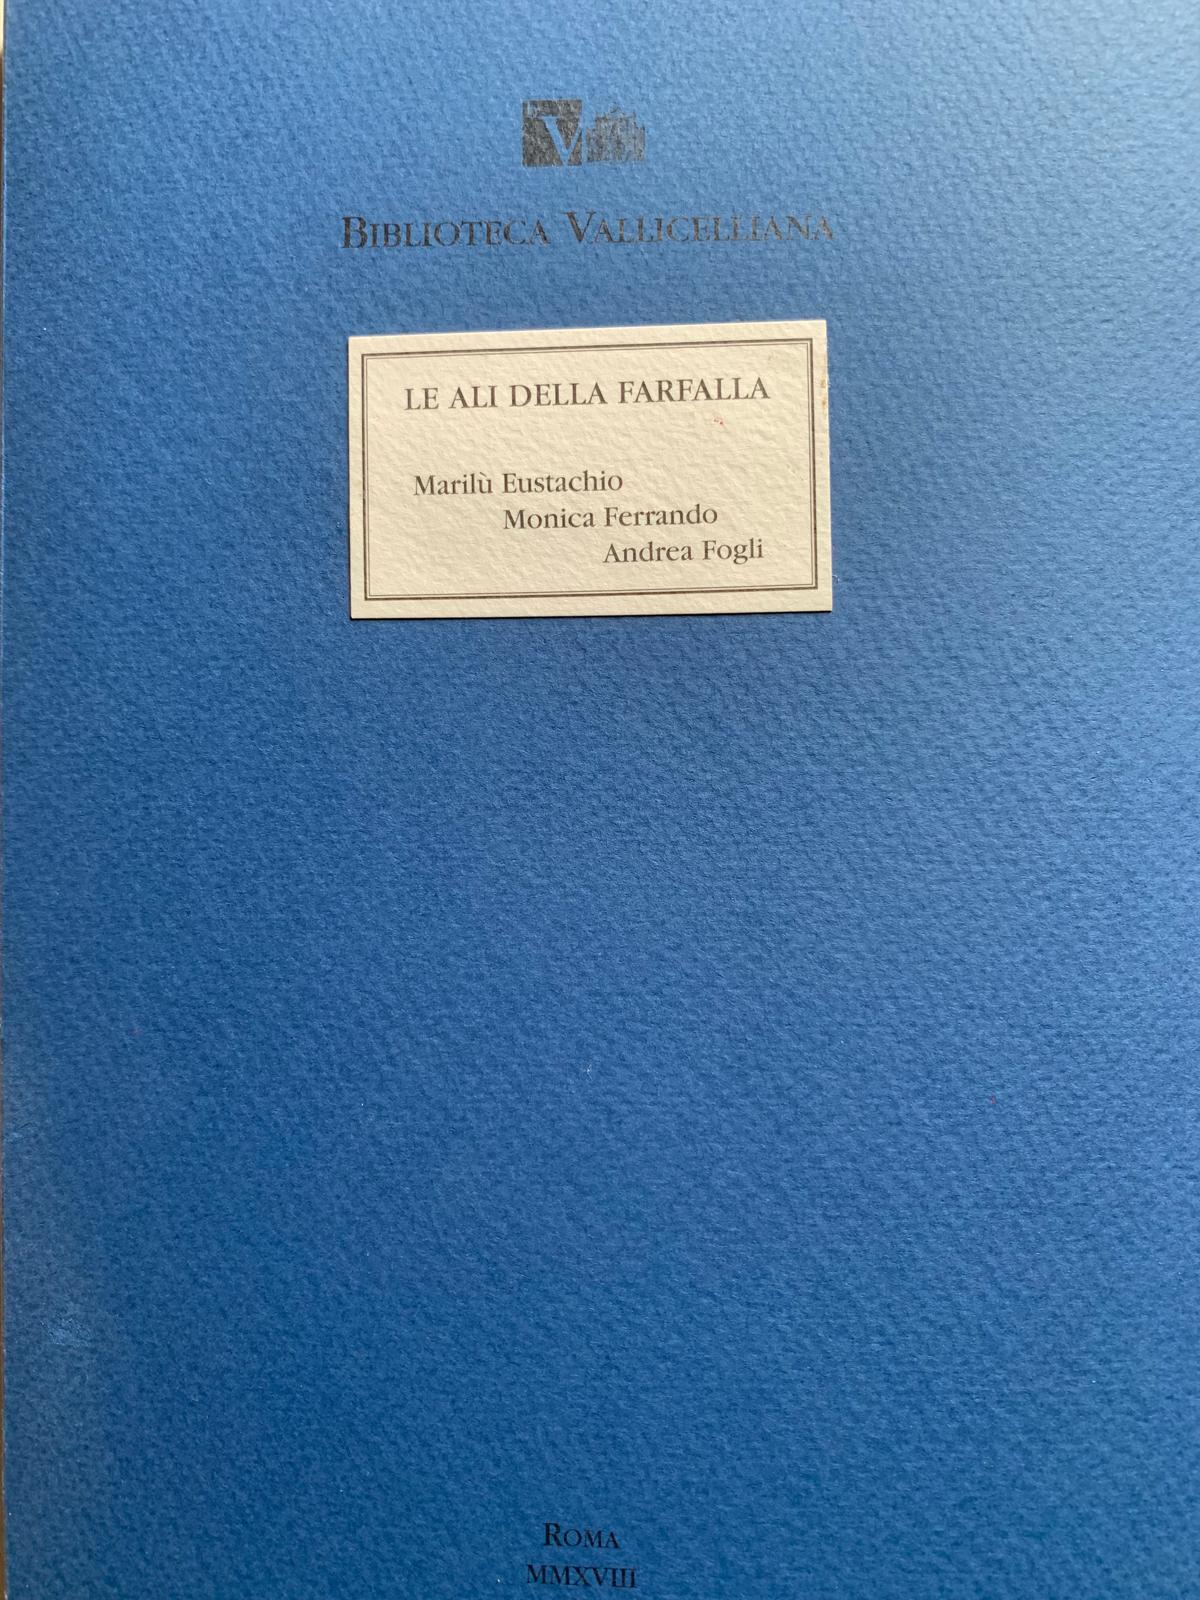 V
BIBLIOTECA VALLICELLIANA
LE ALI DELLA FARFALLA
Marilù Eustachio
Monica Ferrando
Andrea Fogli
ROMA
MMXVIII